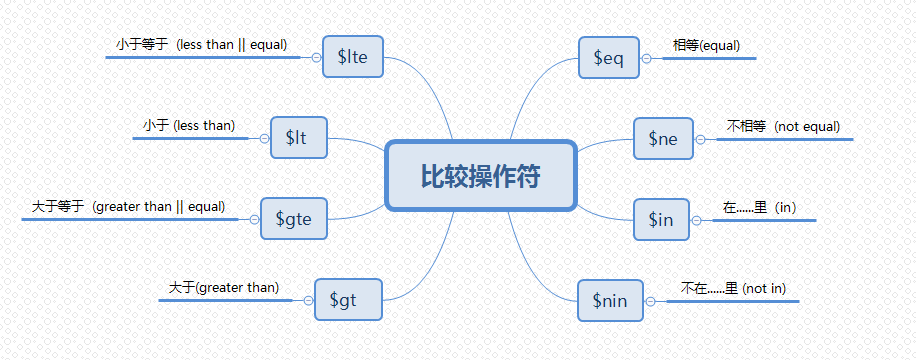 比较操作符
$eq
相等(equal)
$ne
不相等（not equal)
$in
在......里（in）
$nin
不在......里 (not in)
$lte
小于等于（less than || equal)
$lt
小于 (less than)
$gte
大于等于（greater than || equal)
$gt
大于(greater than)